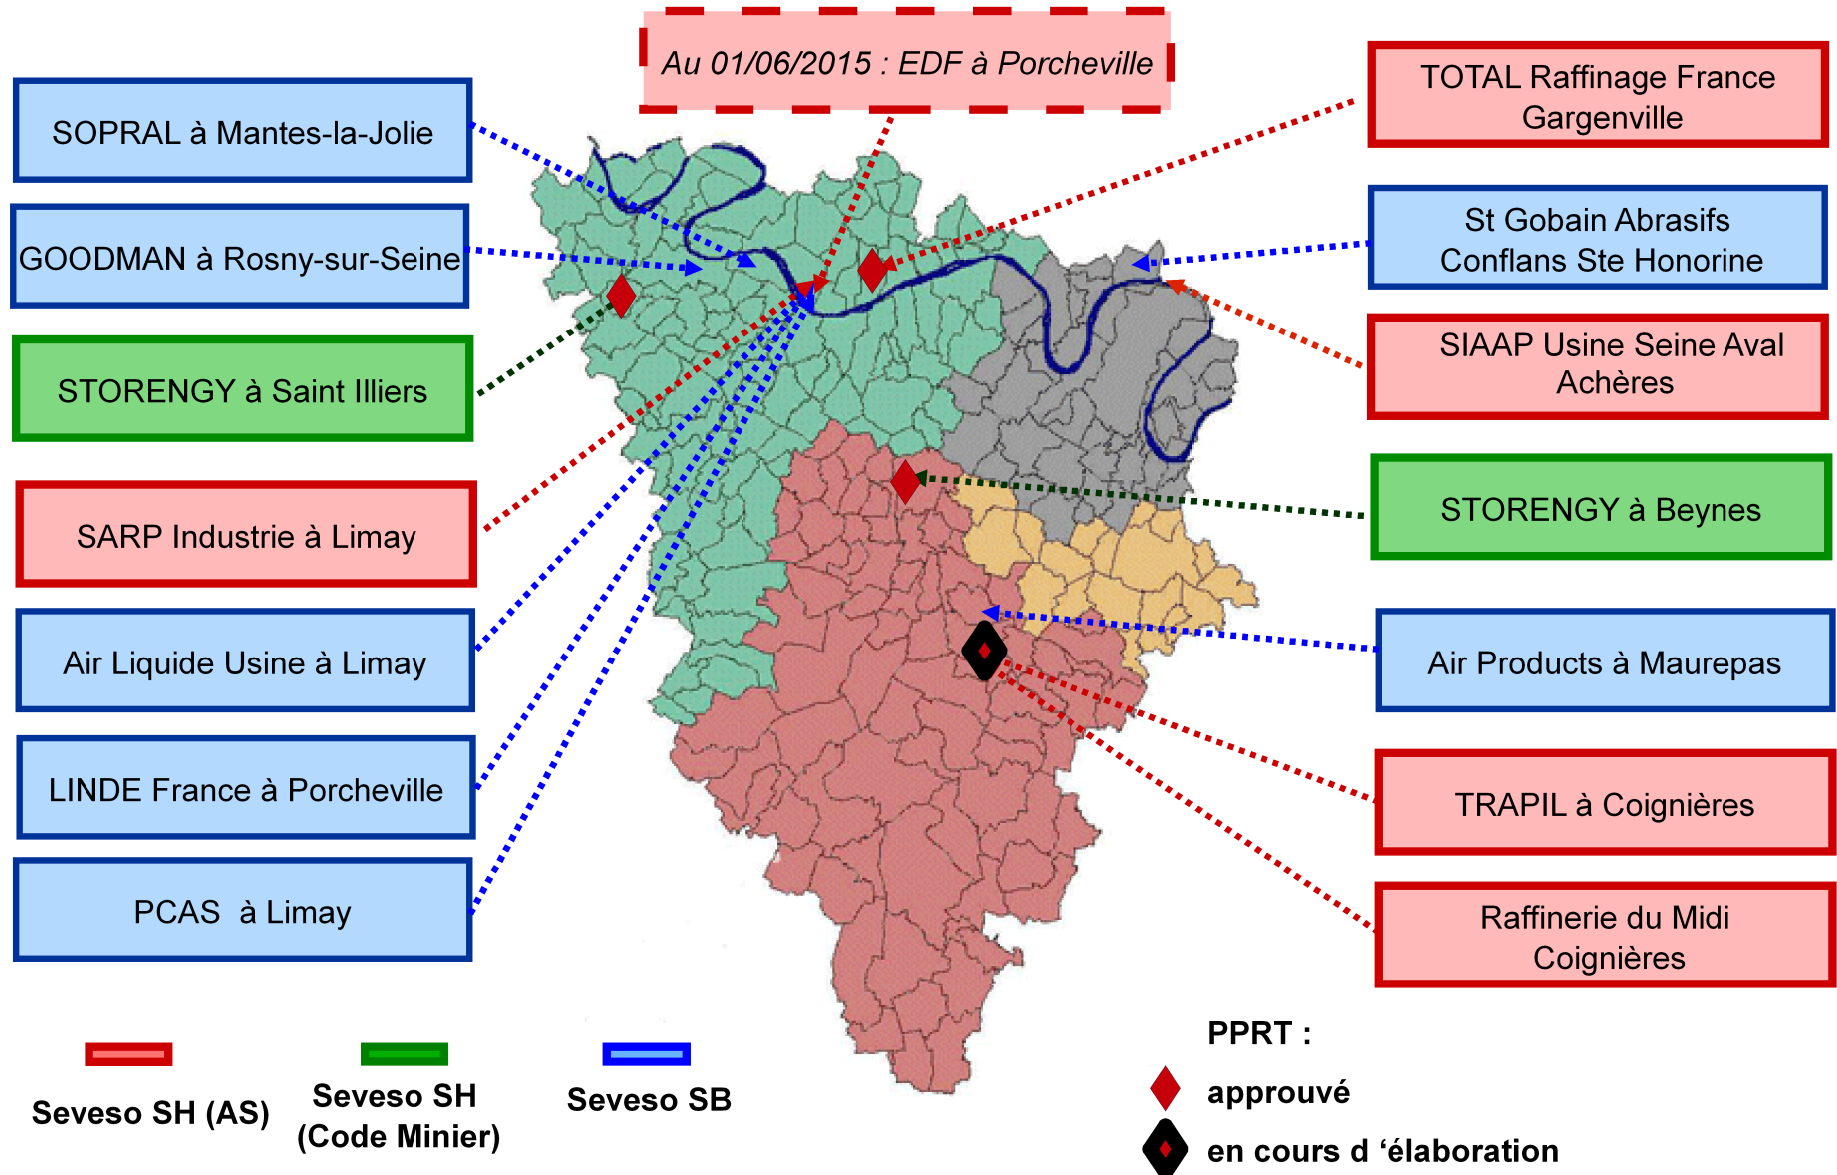 Au 01/06/2015 : EDF à Porcheville
SOPRAL à Mantes-la-Jolie
GOODMAN à Rosny-sur-Seine
STORENGY à Saint Illiers
SARP Industrie à Limay
Air Liquide Usine à Limay
LINDE France à Porcheville
PCAS à Limay
TOTAL Raffinage France
Gargenville
St Gobain Abrasifs
Conflans Ste Honorine
SIAAP Usine Seine Aval
Achères
STORENGY à Beynes
Air Products à Maurepas
TRAPIL à Coignières
Raffinerie du Midi
Coignières
Seveso SH (AS)
Seveso SH
(Code Minier)
Seveso SB
PPRT :
approuvé
en cours d ‘élaboration